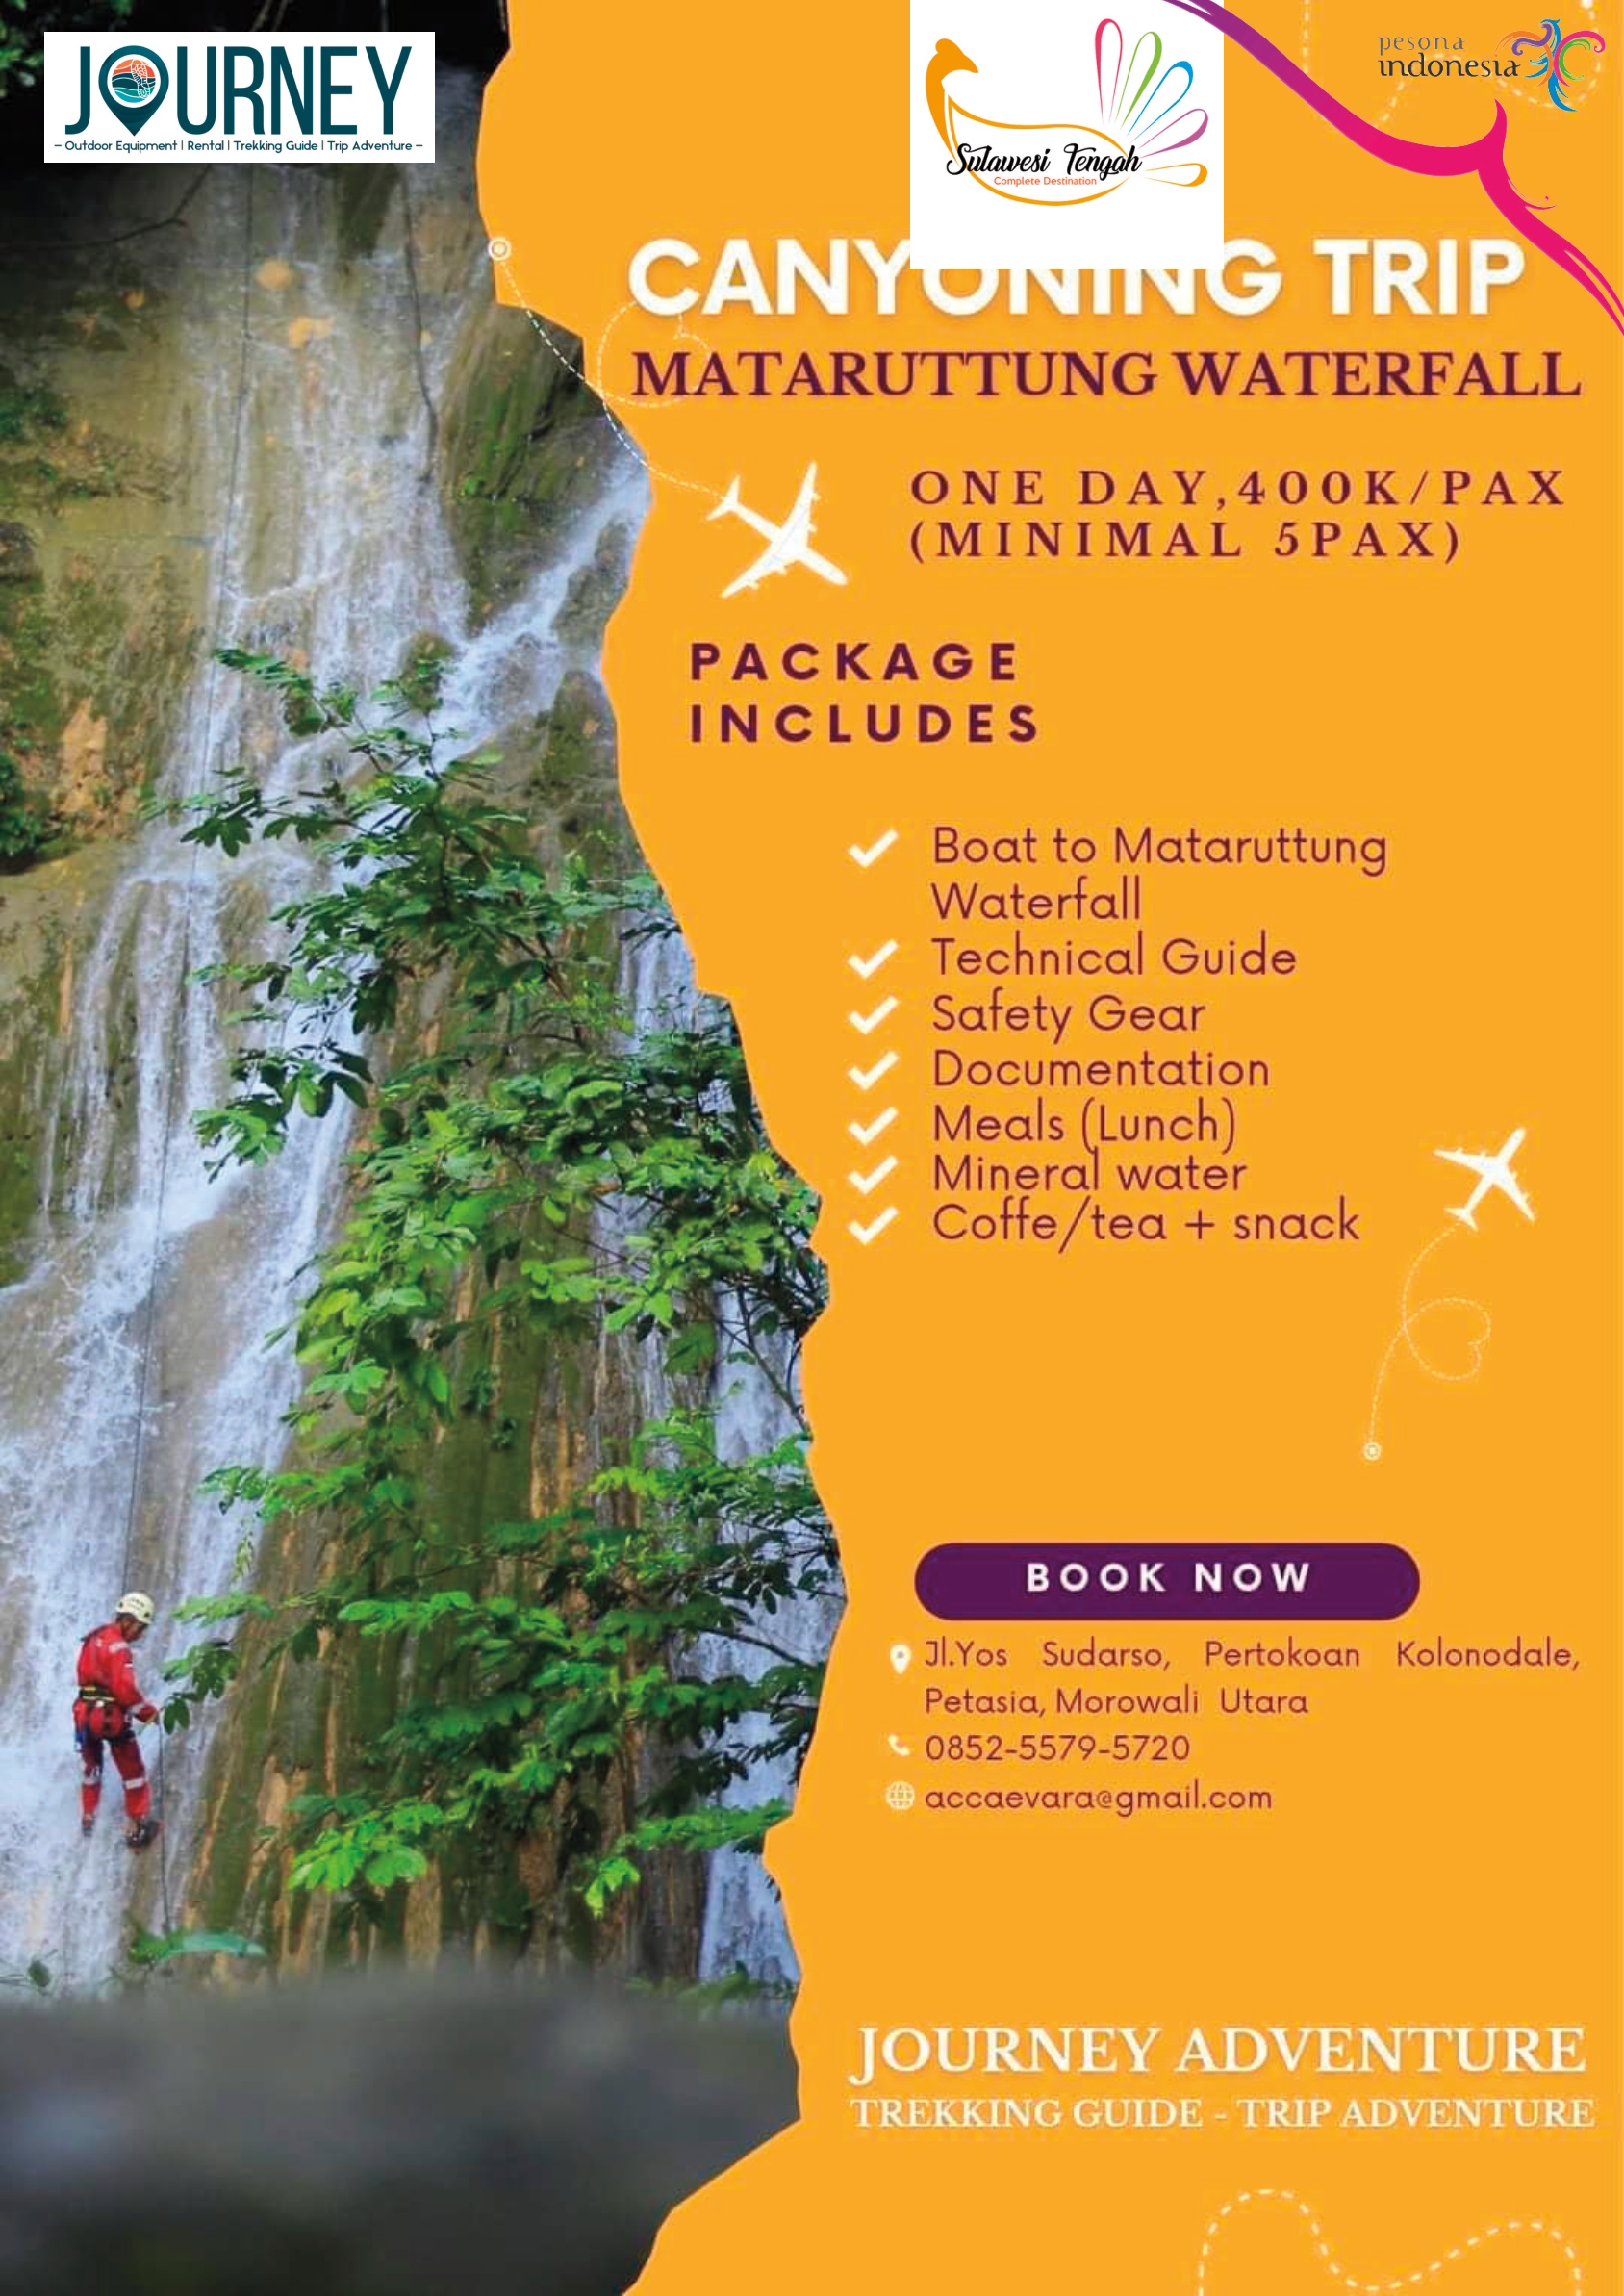 JOURNEY
– Outdoor Equipment | Rental | Trekking Guide | Trip Adventure –
Sulawesi Tengah
Complete Destination
pesona
indonesia
CANYONING TRIP
MATARUTTUNG WATERFALL
ONE DAY,400K/PAX
(MINIMAL 5PAX)
PACKAGE
INCLUDES
Boat to Mataruttung
Waterfall
Technical Guide
Safety Gear
Documentation
Meals (Lunch)
Mineral water
Coffe/tea + snack
BOOK NOW
Jl.Yos Sudarso, Pertokoan Kolonodale,
Petasia, Morowali Utara
0852-5579-5720
accaevara@gmail.com
JOURNEY ADVENTURE
TREKKING GUIDE - TRIP ADVENTURE